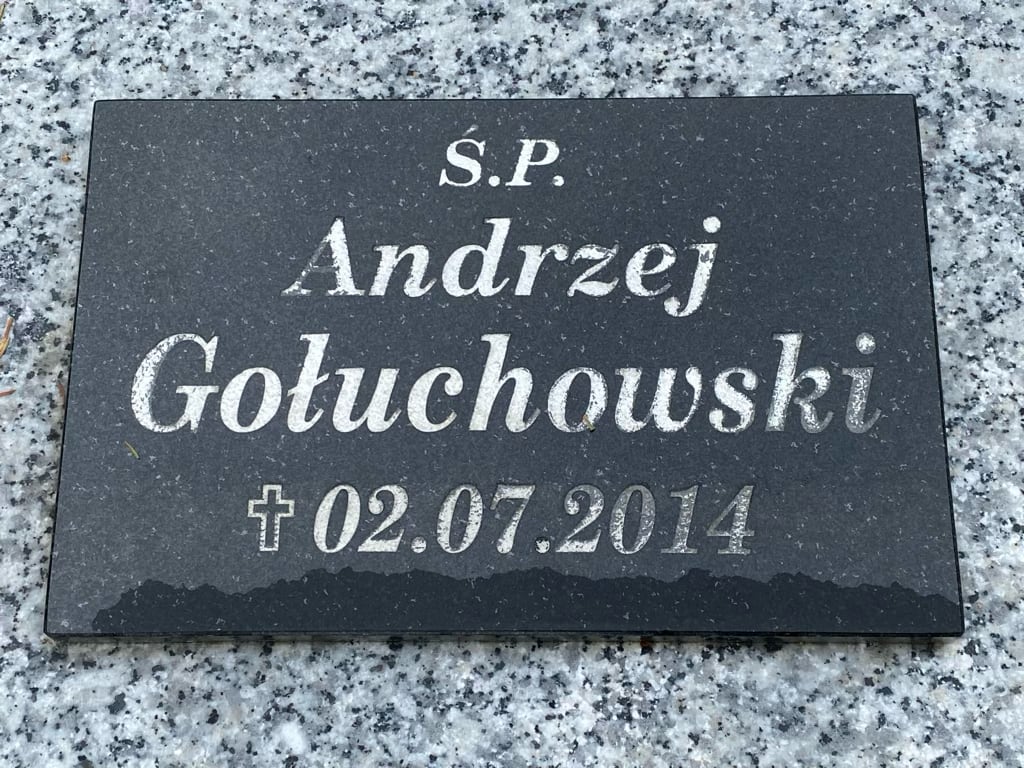 Ś.P.
Andrzej
Gołuchowski
✝02.07.2014